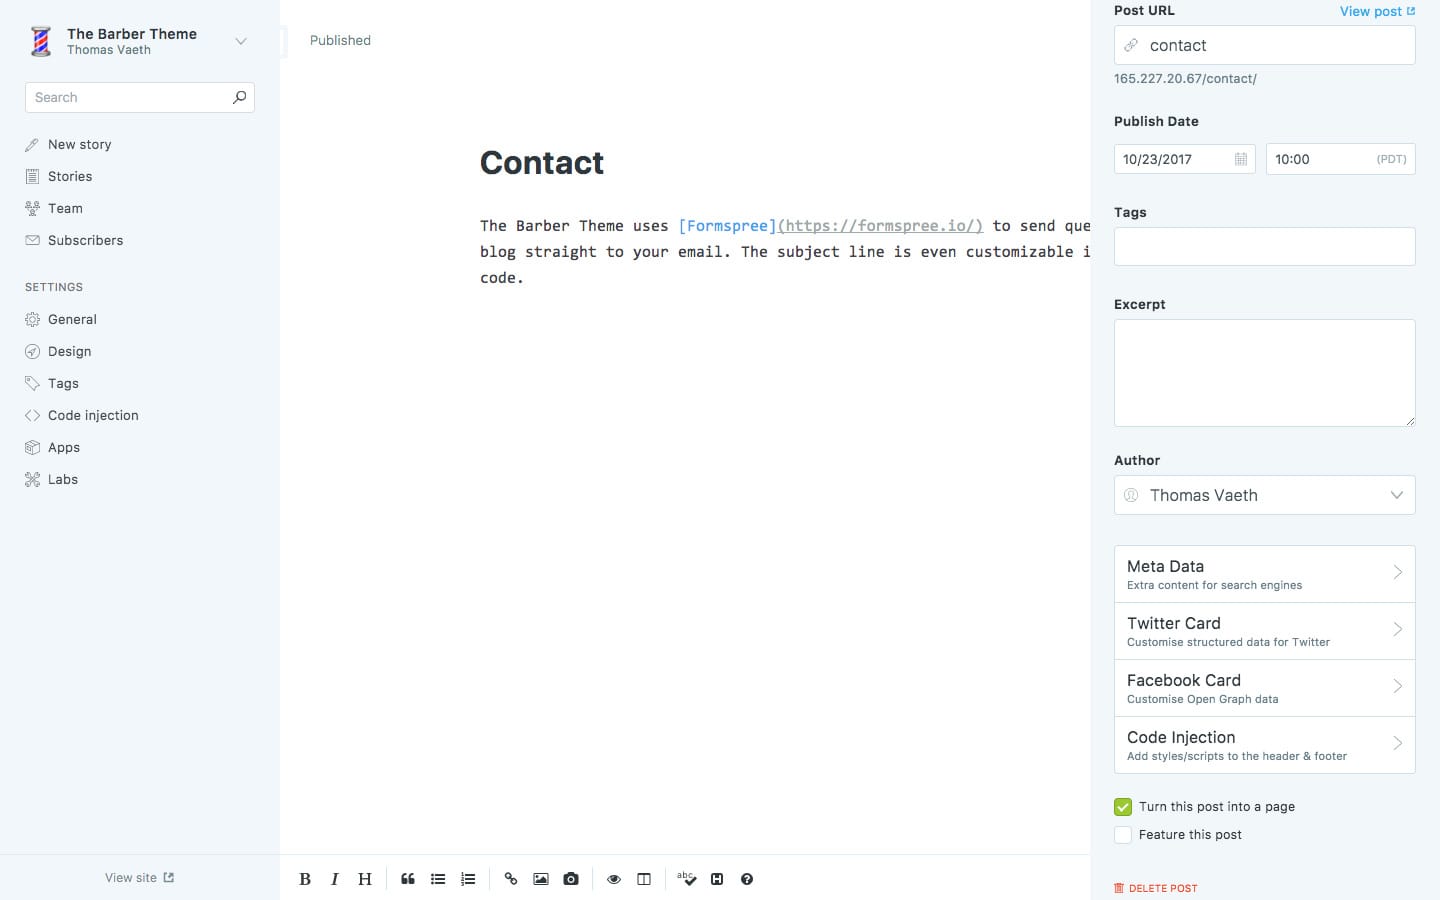 The Barber Theme
Thomas Vaeth
Search
New story
Stories
Team
Subscribers
SETTINGS
General
Design
Tags
Code injection
Apps
Labs
View site
Published
Contact
The Barber Theme uses [Formspree](https://formspree.io/) to send que
blog straight to your email. The subject line is even customizable i
code.
B I H
abc
H
?
Post URL
View post
contact
165.227.20.67/contact/
Publish Date
10/23/2017
10:00
(PDT)
Tags
Excerpt
Author
Thomas Vaeth
Meta Data
Extra content for search engines
Twitter Card
Customise structured data for Twitter
Facebook Card
Customise Open Graph data
Code Injection
Add styles/scripts to the header & footer
Turn this post into a page
Feature this post
DELETE POST